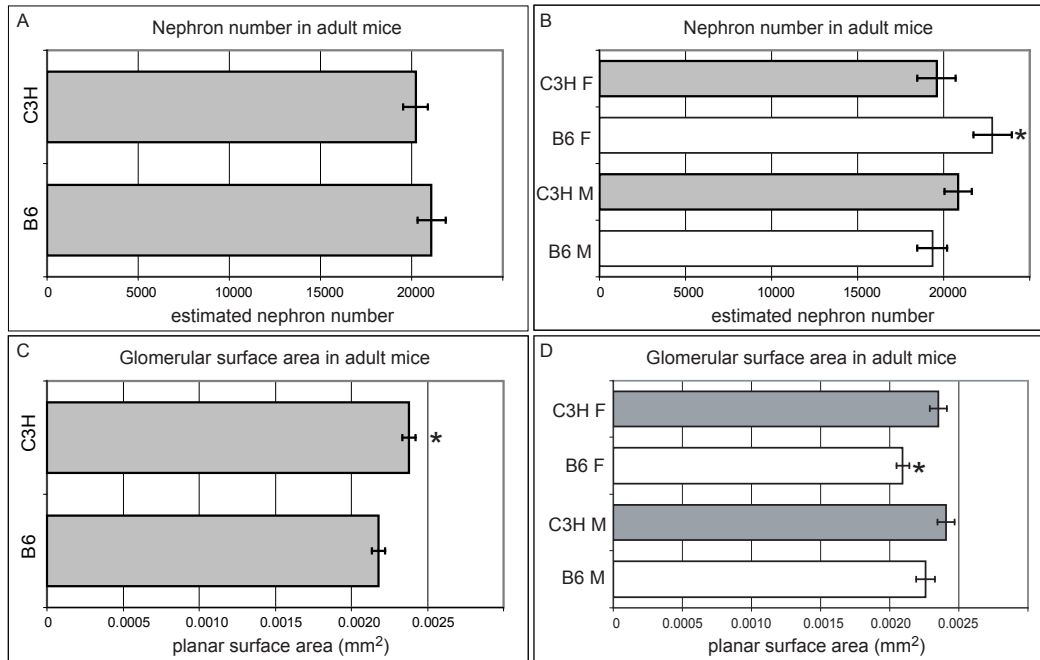 A
Nephron number in adult mice
C3H
B6
0 5000 10000 15000 20000
estimated nephron number
B
Nephron number in adult mice
C3H F
B6 F
*
C3H M
B6 M
0 5000 10000 15000 20000
estimated nephron number
C
Glomerular surface area in adult mice
C3H
*
B6
0 0.0005 0.0001 0.0015 0.0020 0.0025
planar surface area (mm²)
D
Glomerular surface area in adult mice
C3H F
B6 F
*
C3H M
B6 M
0 0.0005 0.0010 0.0015 0.0020 0.0025
planar surface area (mm²)